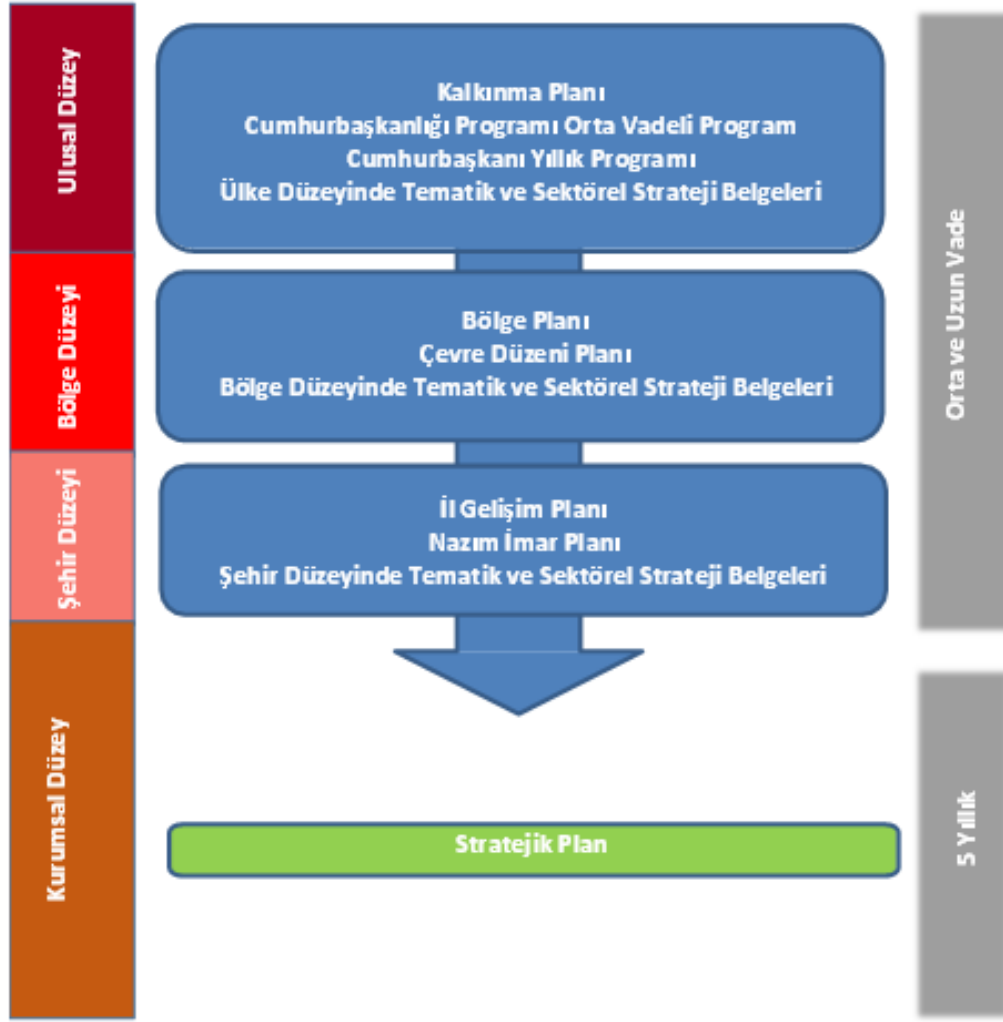 Ulusal Düzey
Kalkınma Planı
Cumhurbaşkanlığı Programı Orta Vadeli Program
Cumhurbaşkanı Yıllık Programı
Ülke Düzeyinde Tematik ve Sektörel Strateji Belgeleri
Orta ve Uzun Vade
Bölge Düzeyi
Bölge Planı
Çevre Düzeni Planı
Bölge Düzeyinde Tematik ve Sektörel Strateji Belgeleri
Şehir Düzeyi
İl Gelişim Planı
Nazım İmar Planı
Şehir Düzeyinde Tematik ve Sektörel Strateji Belgeleri
Kurumsal Düzey
Stratejik Plan
5 Yıllık